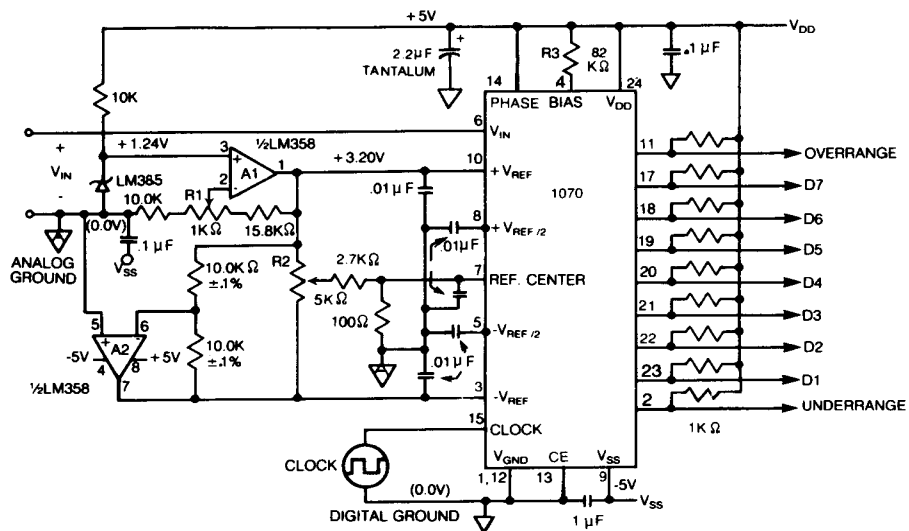 +5V
V_DD
2.2µF
TANTALUM
+
R3
82
KΩ
.1µF
14
4
24
PHASE
BIAS
V_DD
10K
6
V_IN
+
V_IN
-
+1.24V
3
+
A1
-
2
1
½LM358
+3.20V
10
+V_REF
1070
LM385
R1
10.0K
1KΩ
15.8KΩ
(0.0V)
.1µF
V_SS
A
ANALOG
GROUND
.01µF
8
+V_REF/2
.01µF
10.0KΩ
±.1%
R2
5KΩ
2.7KΩ
7
REF. CENTER
100Ω
A
5
-V_REF/2
.01µF
5
+
6
-
A2
-5V
4
8
+5V
7
½LM358
10.0K
±.1%
3
-V_REF
15
CLOCK
CLOCK
(0.0V)
DIGITAL GROUND
V_GND
CE
V_SS
1,12
13
9
-5V
V_SS
1µF
11
OVERRANGE
17
D7
18
D6
19
D5
20
D4
21
D3
22
D2
23
D1
2
UNDERRANGE
1KΩ